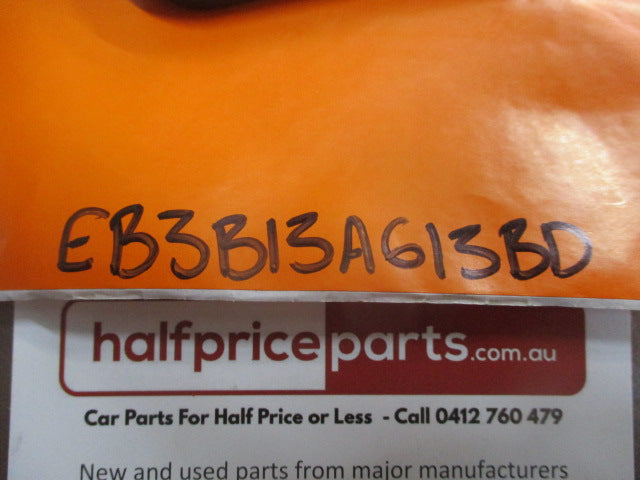 EB3B13A613BD
halfpriceparts.com.au
Car Parts For Half Price or Less - Call 0412 760 479
New and used parts from major manufacturers